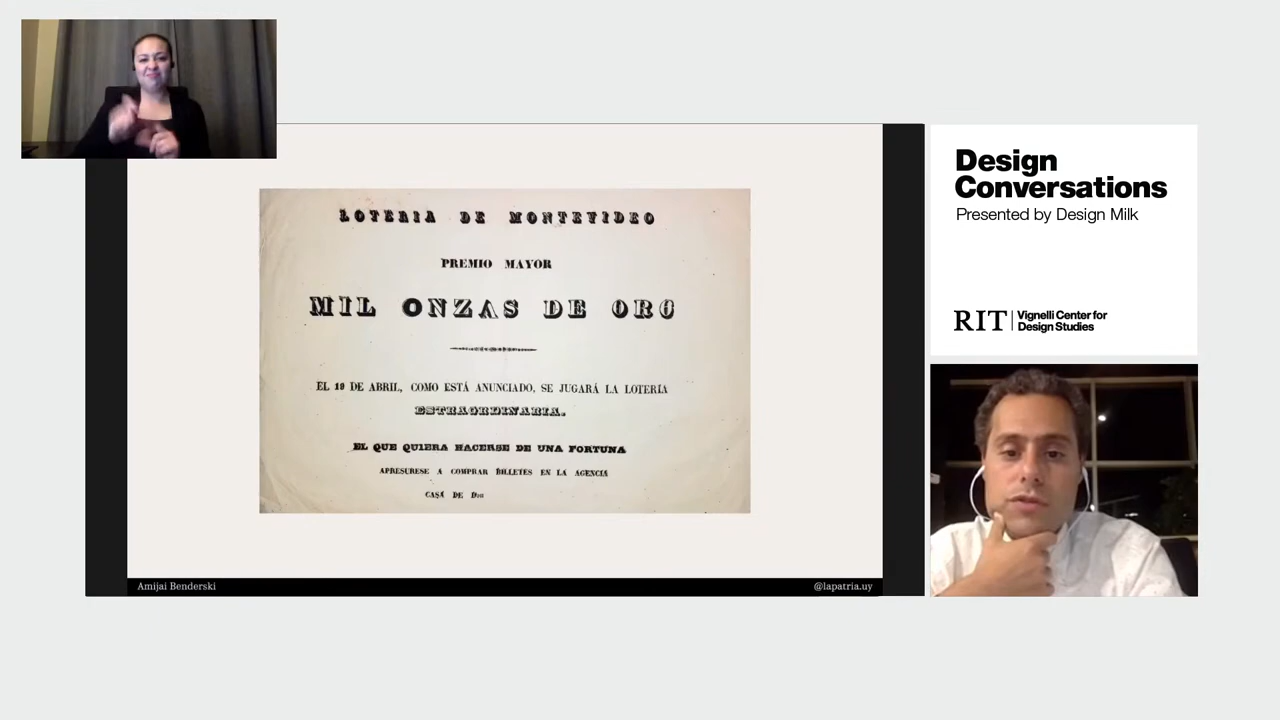 LOTERIA DE MONTEVIDEO
PREMIO MAYOR
MIL ONZAS DE ORO
EL 19 DE ABRIL, COMO ESTÁ ANUNCIADO, SE JUGARÁ LA LOTERÍA
ESTRAORDINARIA.
EL QUE QUIERA HACERSE DE UNA FORTUNA
APRESURESE A COMPRAR BILLETES EN LA AGENCIA
CASA DE
Amijai Benderski
@lapatria.uy
Design
Conversations
Presented by Design Milk
RIT
Vignelli Center for
Design Studies